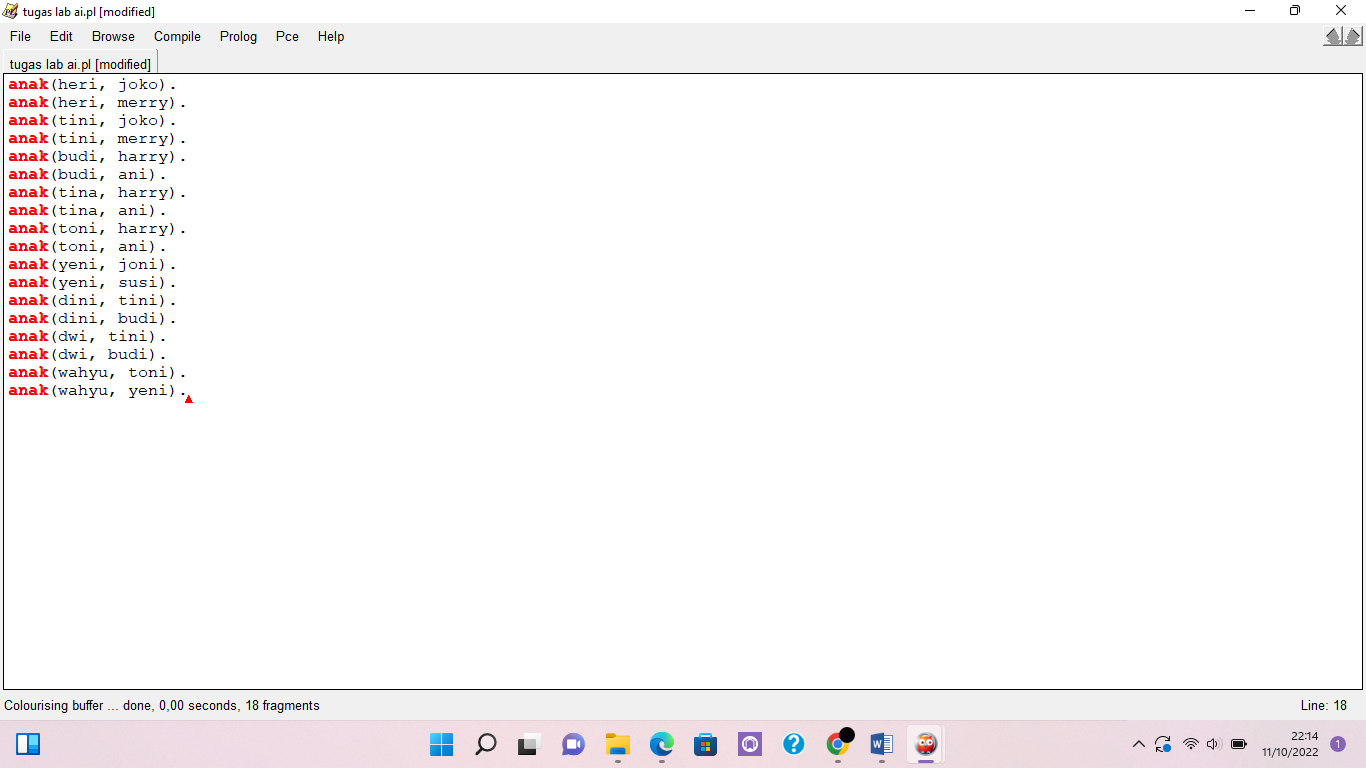 tugas lab ai.pl [modified]
File Edit Browse Compile Prolog Pce Help
tugas lab ai.pl [modified]
anak(heri, joko).
anak(heri, merry).
anak(tini, joko).
anak(tini, merry).
anak(budi, harry).
anak(budi, ani).
anak(tina, harry).
anak(tina, ani).
anak(toni, harry).
anak(toni, ani).
anak(yeni, joni).
anak(yeni, susi).
anak(dini, tini).
anak(dini, budi).
anak(dwi, tini).
anak(dwi, budi).
anak(wahyu, toni).
anak(wahyu, yeni).
Colourising buffer ... done, 0,00 seconds, 18 fragments Line: 18
22:14
11/10/2022 1